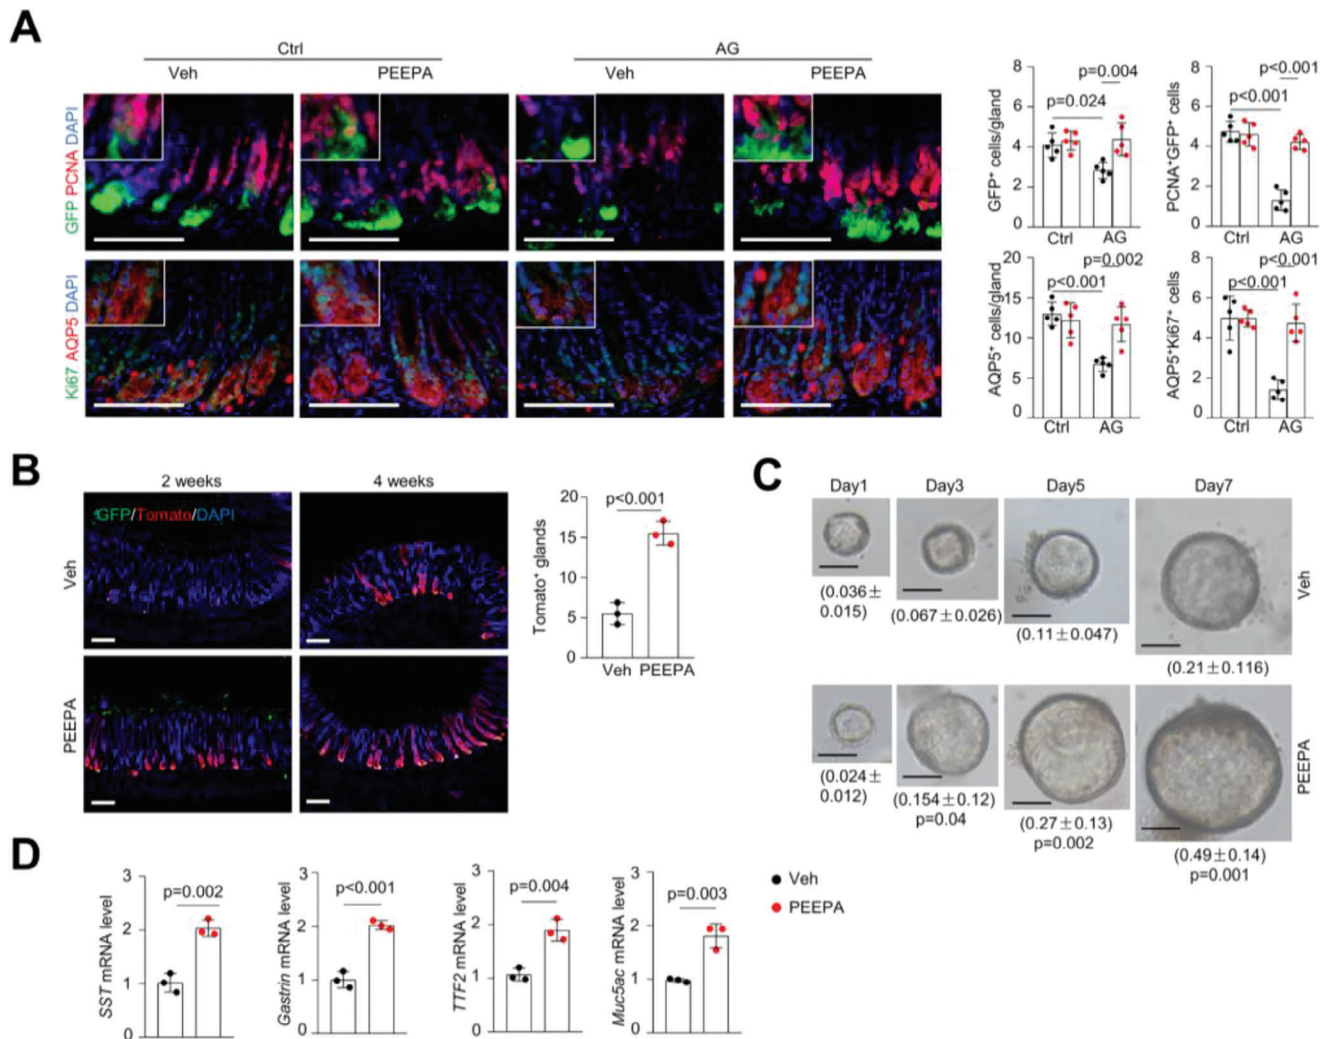 A
Ctrl
AG
Veh
PEEPA
Veh
PEEPA
GFP PCNA DAPI
Ki67 AQP5 DAPI
GFP⁺ cells/gland
8
6
4
2
0
p=0.004
p=0.024
Ctrl
AG
PCNA⁺GFP⁺ cells
8
6
4
2
0
p<0.001
p<0.001
Ctrl
AG
AQP5⁺ cells/gland
20
15
10
5
0
p=0.002
p<0.001
Ctrl
AG
AQP5⁺Ki67⁺ cells
8
6
4
2
0
p<0.001
p<0.001
Ctrl
AG
B
2 weeks
4 weeks
GFP/Tomato/DAPI
Veh
PEEPA
Tomato⁺ glands
20
15
10
5
0
p<0.001
Veh
PEEPA
C
Day1
Day3
Day5
Day7
Veh
(0.036±
0.015)
(0.067±0.026)
(0.11±0.047)
(0.21±0.116)
PEEPA
(0.024±
0.012)
(0.154±0.12)
p=0.04
(0.27±0.13)
p=0.002
(0.49±0.14)
p=0.001
D
SST mRNA level
3
2
1
0
p=0.002
Gastrin mRNA level
3
2
1
0
p<0.001
TTF2 mRNA level
3
2
1
0
p=0.004
Muc5ac mRNA level
3
2
1
0
p=0.003
Veh
PEEPA